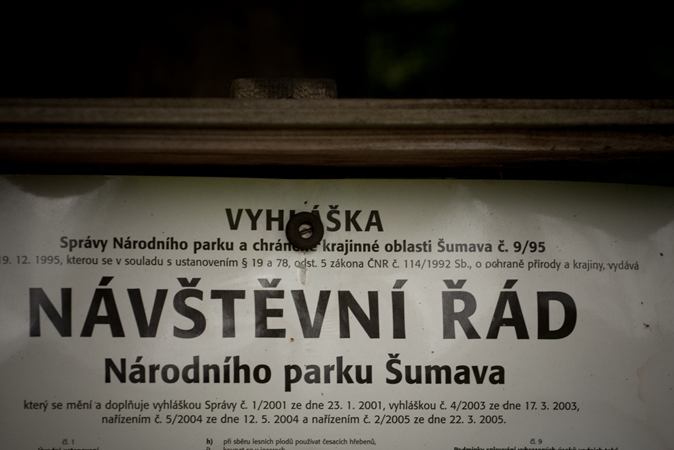 VYHLÁŠKA
Správy Národního parku a chráněné krajinné oblasti Šumava č. 9/95
19. 12. 1995, kterou se v souladu s ustanovením § 19 a 78, odst. 5 zákona ČNR č. 114/1992 Sb., o ochraně přírody a krajiny, vydává
NÁVŠTĚVNÍ ŘÁD
Národního parku Šumava
který se mění a doplňuje vyhláškou Správy č. 1/2001 ze dne 23. 1. 2001, vyhláškou č. 4/2003 ze dne 17. 3. 2003,
nařízením č. 5/2004 ze dne 12. 5. 2004 a nařízením č. 2/2005 ze dne 22. 3. 2005.
čl. 1 h) při sběru lesních plodů používat česacích hřebenů, čl. 9